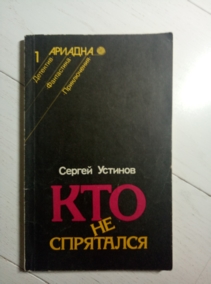 1 АРИАДНА
Детектив
Фантастика
Приключения
Сергей Устинов
КТО
НЕ
СПРЯТАЛСЯ